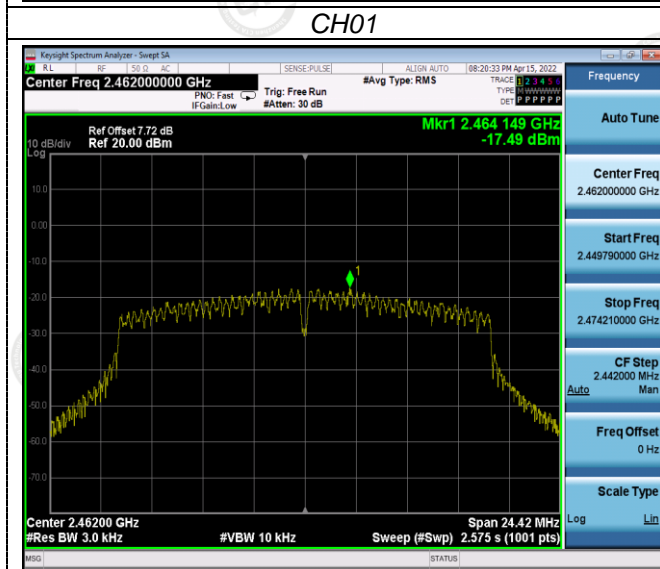 CH01
Keysight Spectrum Analyzer - Swept SA
RL RF 50 Ω AC SENSE:PULSE ALIGN AUTO 08:20:33 PM Apr 15, 2022
Center Freq 2.462000000 GHz
PNO: Fast
IFGain:Low
Trig: Free Run
#Atten: 30 dB
#Avg Type: RMS
TRACE 1 2 3 4 5 6
TYPE M WWWWW
DET P P P P P P
Frequency
Auto Tune
Mkr1 2.464 149 GHz
-17.49 dBm
Ref Offset 7.72 dB
Ref 20.00 dBm
10 dB/div
Log
10.0
0.00
-10.0
-20.0
-30.0
-40.0
-50.0
-60.0
-70.0
1
Center Freq
2.462000000 GHz
Start Freq
2.449790000 GHz
Stop Freq
2.474210000 GHz
CF Step
2.442000 MHz
Auto Man
Freq Offset
0 Hz
Scale Type
Log Lin
Center 2.46200 GHz
Span 24.42 MHz
#Res BW 3.0 kHz
#VBW 10 kHz
Sweep (#Swp) 2.575 s (1001 pts)
MSG
STATUS